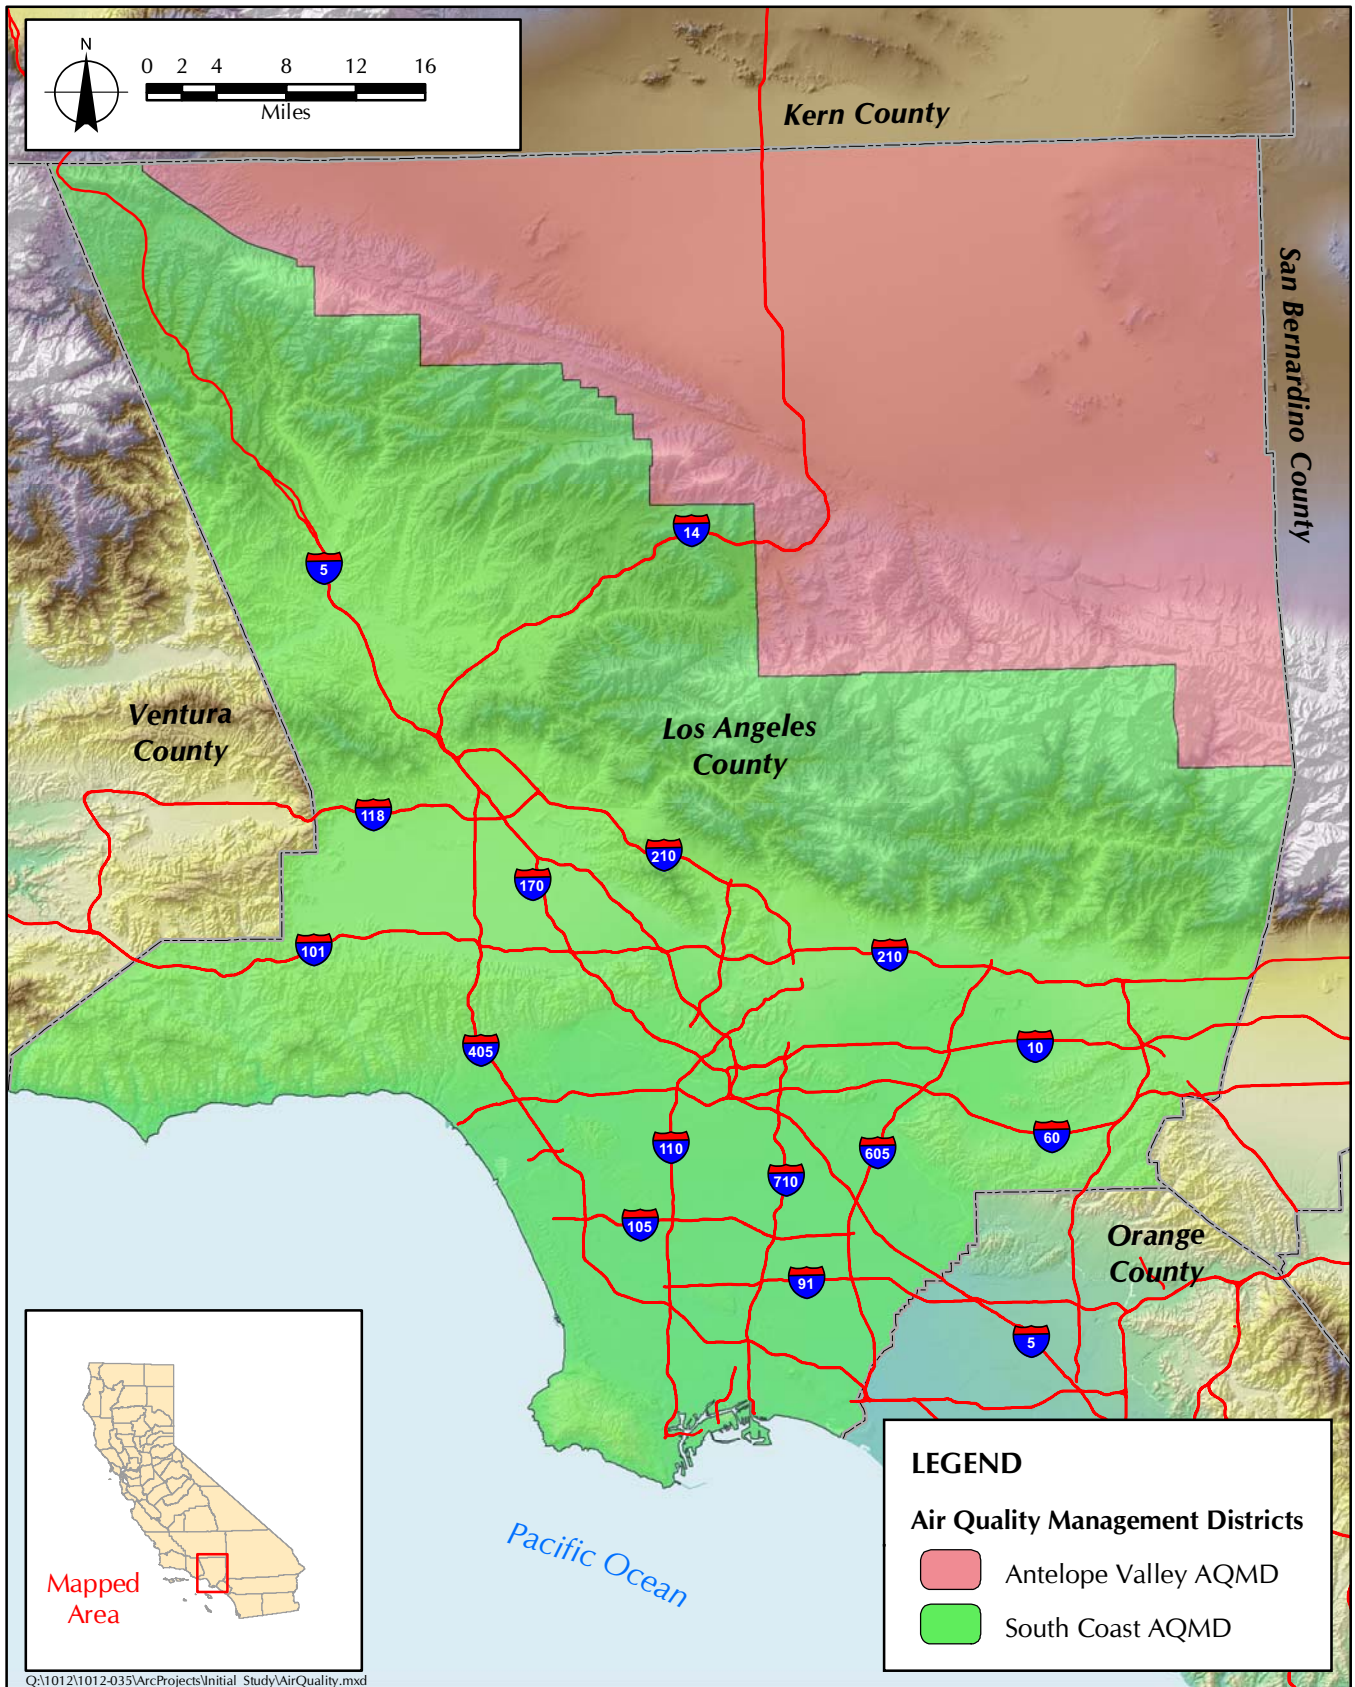 N
0 2 4 8 12 16
Miles
Kern County
San Bernardino County
14
5
Ventura
County
Los Angeles
County
118
210
170
101
210
405
10
60
110
605
710
105
Orange
County
91
5
Pacific Ocean
Mapped
Area
LEGEND
Air Quality Management Districts
Antelope Valley AQMD
South Coast AQMD
Q:\1012\1012-035\ArcProjects\Initial_Study\AirQuality.mxd